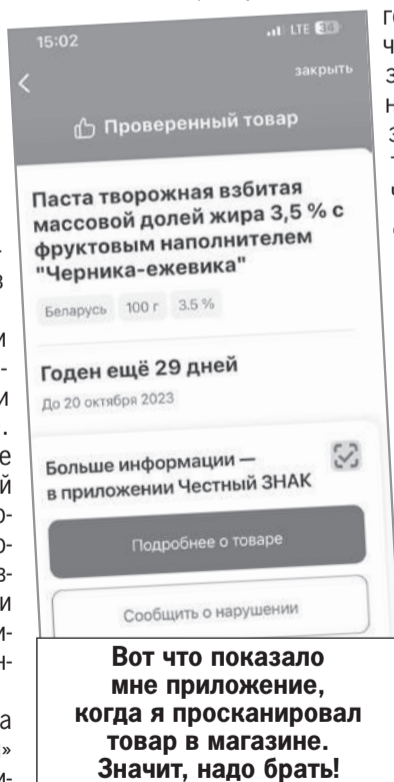 15:02
LTE 34
закрыть
Проверенный товар
Паста творожная взбитая
массовой долей жира 3,5 % с
фруктовым наполнителем
"Черника-ежевика"
Беларусь 100 г 3.5 %
Годен ещё 29 дней
До 20 октября 2023
Больше информации —
в приложении Честный ЗНАК
Подробнее о товаре
Сообщить о нарушении
Вот что показало
мне приложение,
когда я просканировал
товар в магазине.
Значит, надо брать!